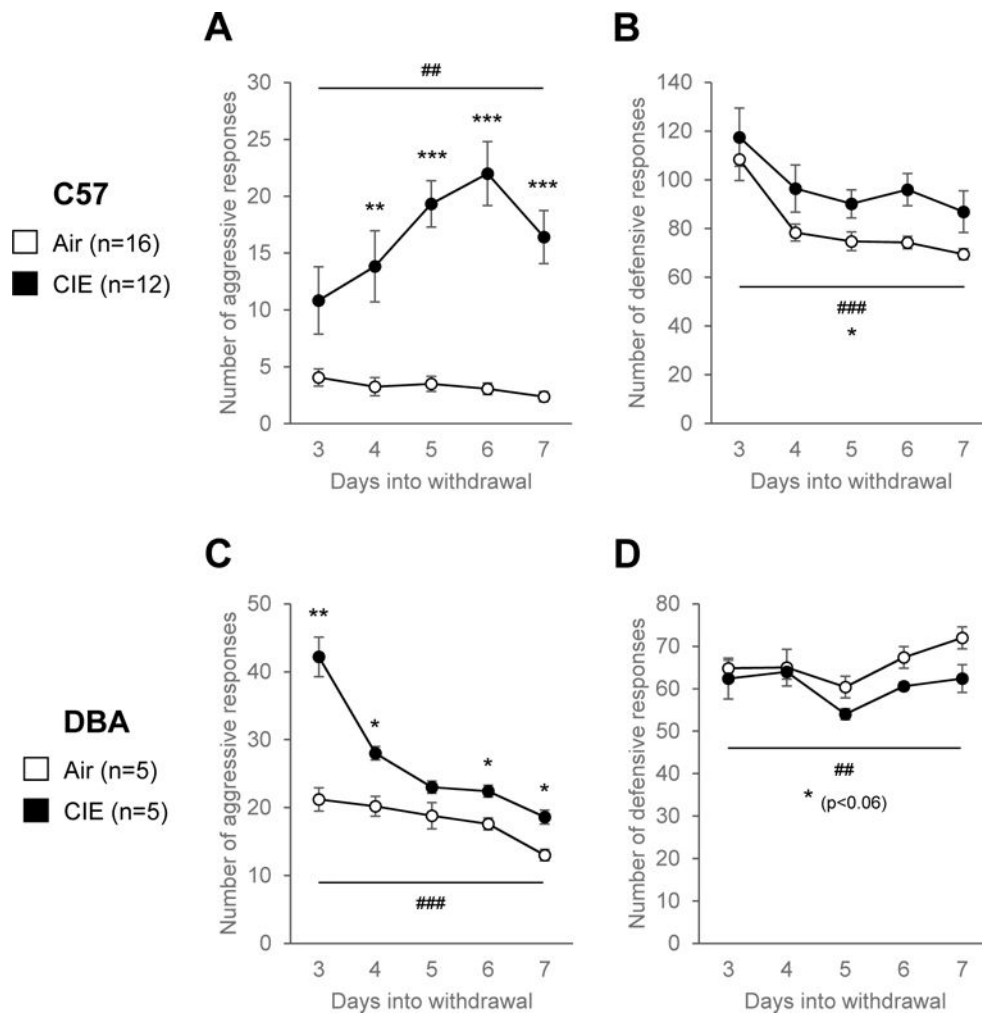 A
Number of aggressive responses
30
25
20
15
10
5
0
##
**
***
***
***
3 4 5 6 7
Days into withdrawal
B
Number of defensive responses
140
120
100
80
60
40
20
0
###
*
3 4 5 6 7
Days into withdrawal
C57
Air (n=16)
CIE (n=12)
C
Number of aggressive responses
50
40
30
20
10
0
**
*
*
*
###
3 4 5 6 7
Days into withdrawal
D
Number of defensive responses
80
70
60
50
40
30
20
10
0
##
* (p<0.06)
3 4 5 6 7
Days into withdrawal
DBA
Air (n=5)
CIE (n=5)